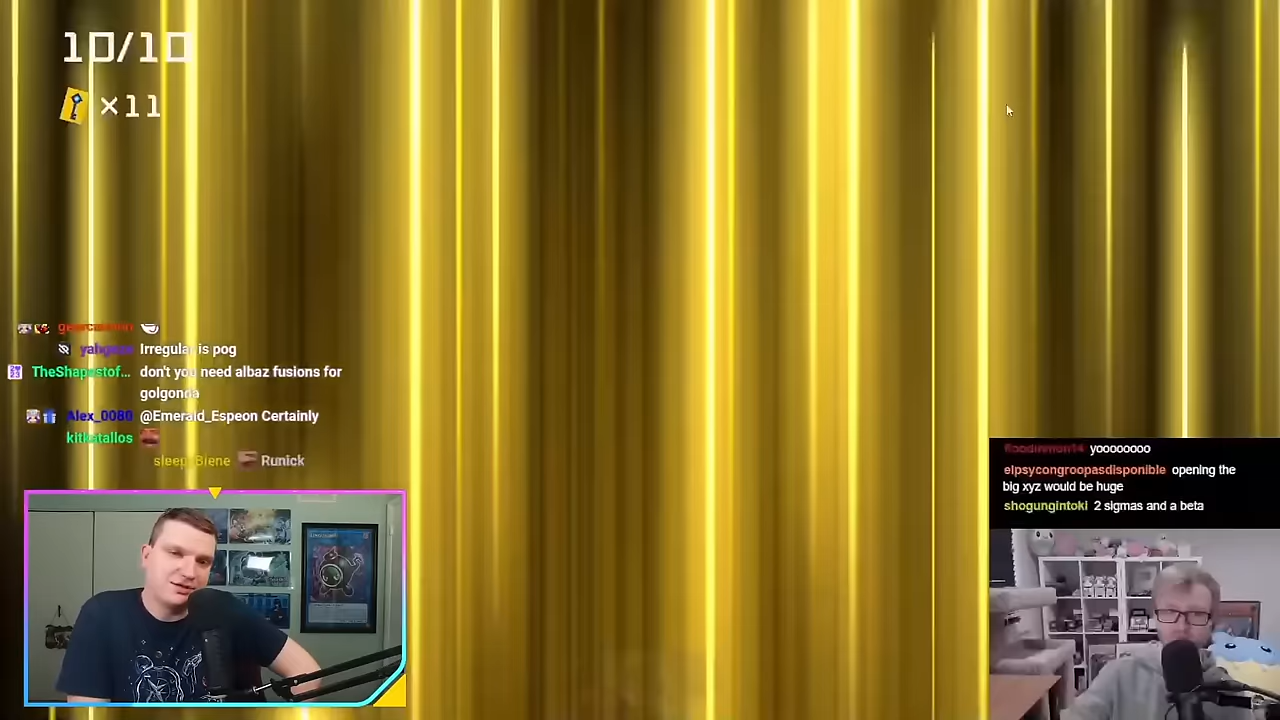 10/10
×11
Irregular is pog
TheShapestof... don't you need albaz fusions for
golgonda
Alex_0080 @Emerald_Espeon Certainly
kitkatallos
Runick
yoooooooo
elpsycongroopasdisponible opening the
big xyz would be huge
shogungintoki 2 sigmas and a beta